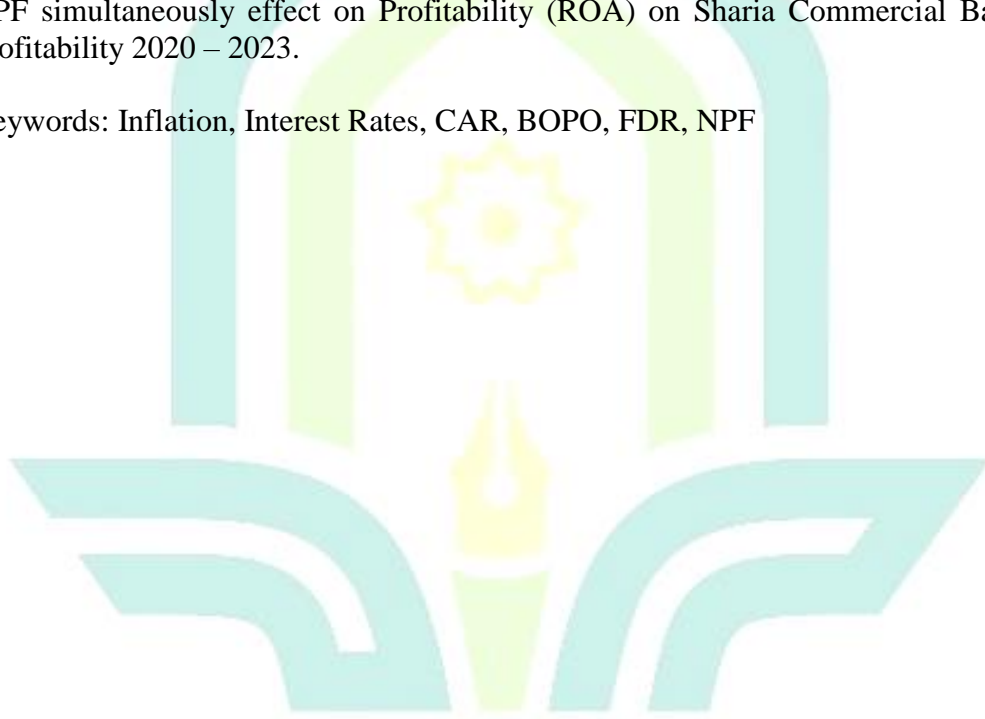 PF simultaneously effect on Profitability (ROA) on Sharia Commercial Ba
ofitability 2020 – 2023.
eywords: Inflation, Interest Rates, CAR, BOPO, FDR, NPF